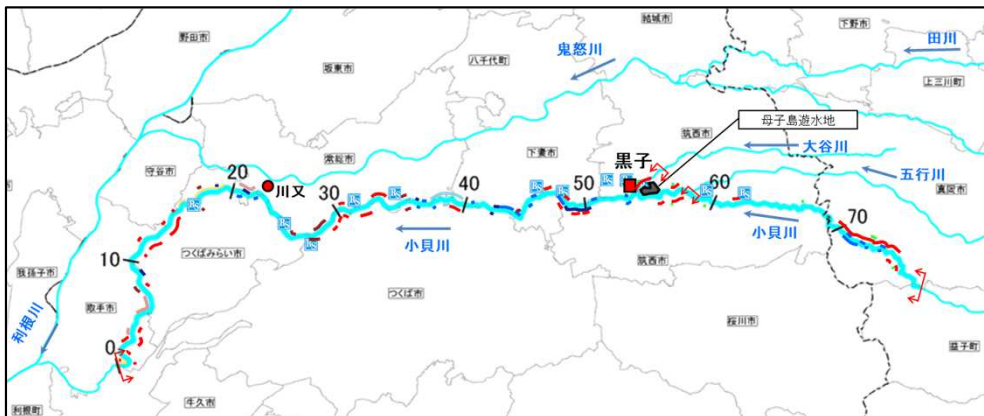 結城市
下野市
野田市
田川
鬼怒川
八千代町
坂東市
上三川町
母子島遊水地
筑西市
大谷川
常総市
下妻市
黒子
守谷市
20
川又
五行川
真岡市
30
40
50
60
70
小貝川
小貝川
つくばみらい市
10
我孫子市
筑西市
つくば市
取手市
桜川市
利根川
0
益子町
牛久市
利根町